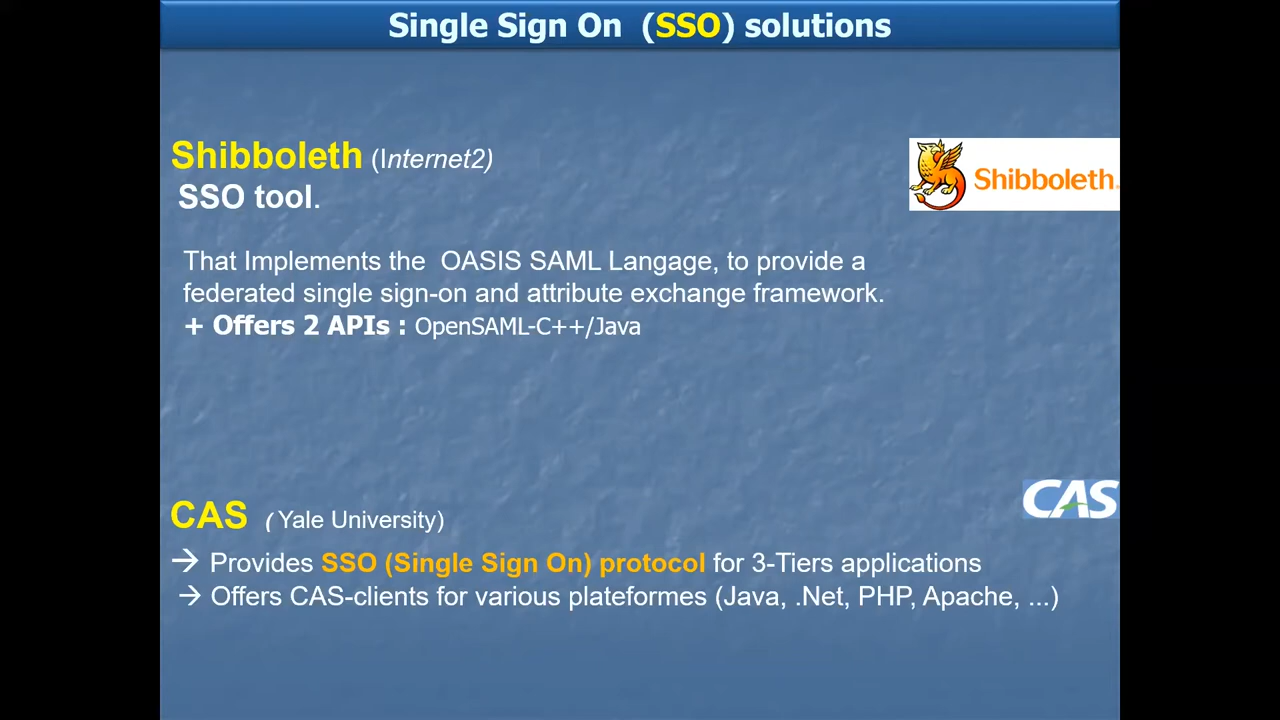 Single Sign On (SSO) solutions
Shibboleth (Internet2)
SSO tool.
Shibboleth
That Implements the OASIS SAML Langage, to provide a
federated single sign-on and attribute exchange framework.
+ Offers 2 APIs : OpenSAML-C++/Java
CAS
CAS ( Yale University)
→ Provides SSO (Single Sign On) protocol for 3-Tiers applications
→ Offers CAS-clients for various plateformes (Java, .Net, PHP, Apache, ...)